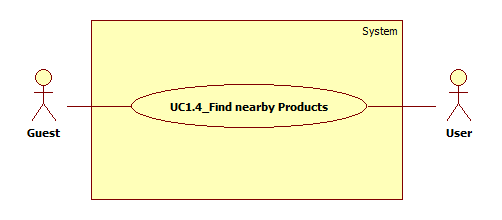 System
UC1.4_Find nearby Products
Guest
User